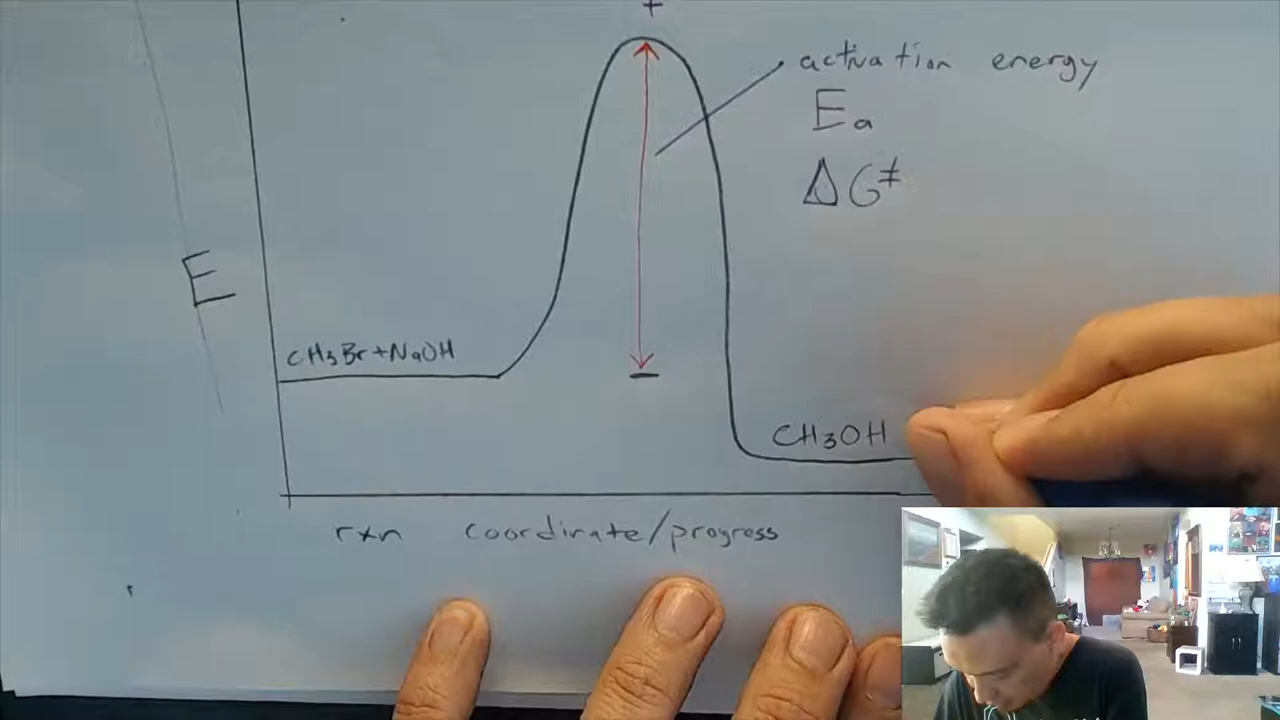 ‡
activation energy
Ea
ΔG‡
E
CH3Br+NaOH
CH3OH
rxn coordinate/progress